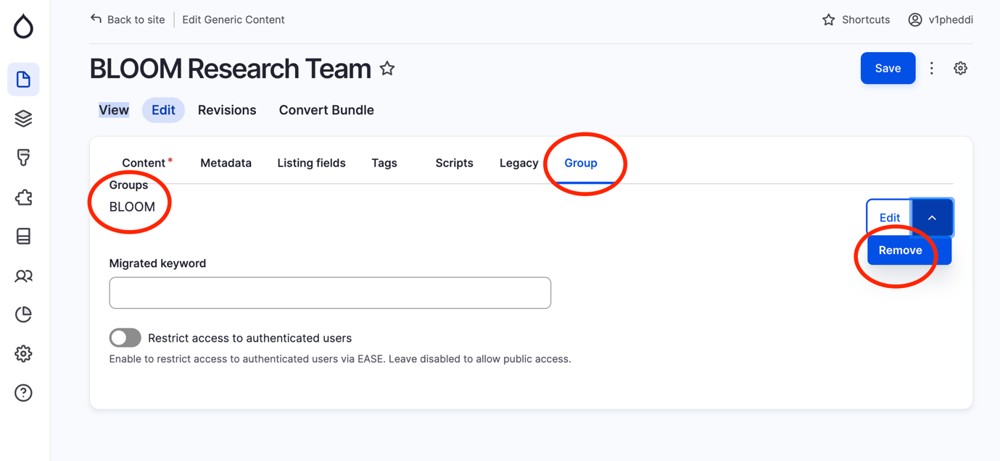 Back to site Edit Generic Content Shortcuts v1pheddi
BLOOM Research Team Save
View Edit Revisions Convert Bundle
Content* Metadata Listing fields Tags Scripts Legacy Group
Groups
BLOOM
Edit
Remove
Migrated keyword
Restrict access to authenticated users
Enable to restrict access to authenticated users via EASE. Leave disabled to allow public access.